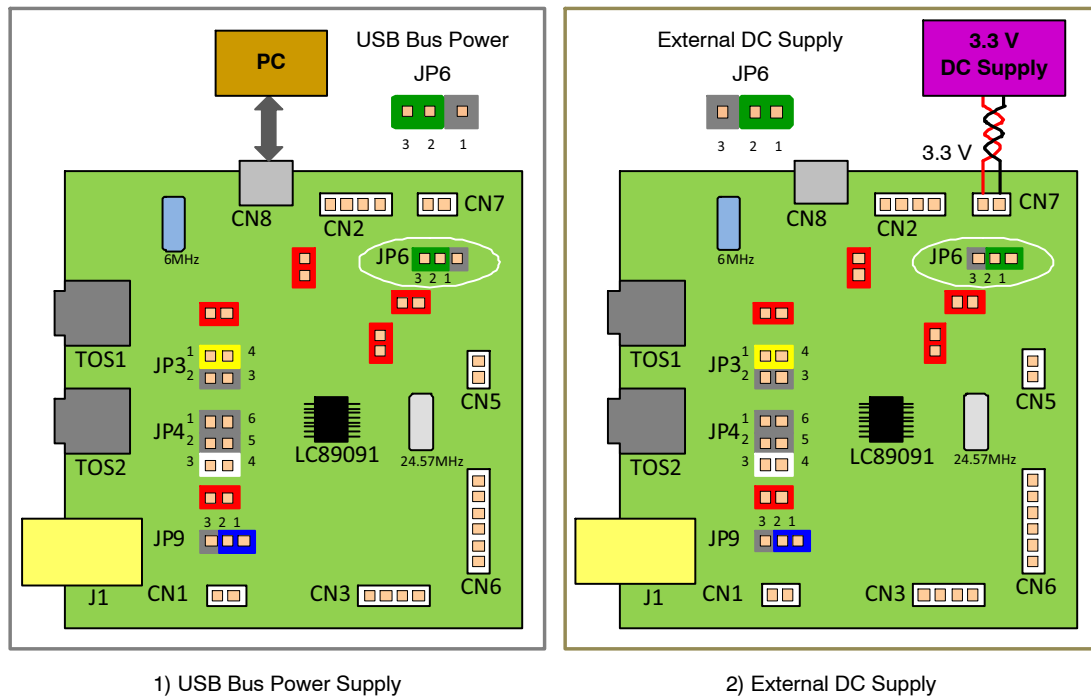 PC
USB Bus Power
JP6
3 2 1
CN8
CN2
CN7
6MHz
JP6
3 2 1
TOS1
JP3
1 4
2 3
CN5
TOS2
JP4
1 6
2 5
3 4
LC89091
24.57MHz
3 2 1
JP9
J1
CN1
CN3
CN6
1) USB Bus Power Supply
External DC Supply
JP6
3 2 1
3.3 V
DC Supply
3.3 V
CN8
CN2
CN7
6MHz
JP6
3 2 1
TOS1
JP3
1 4
2 3
CN5
TOS2
JP4
1 6
2 5
3 4
LC89091
24.57MHz
3 2 1
JP9
J1
CN1
CN3
CN6
2) External DC Supply